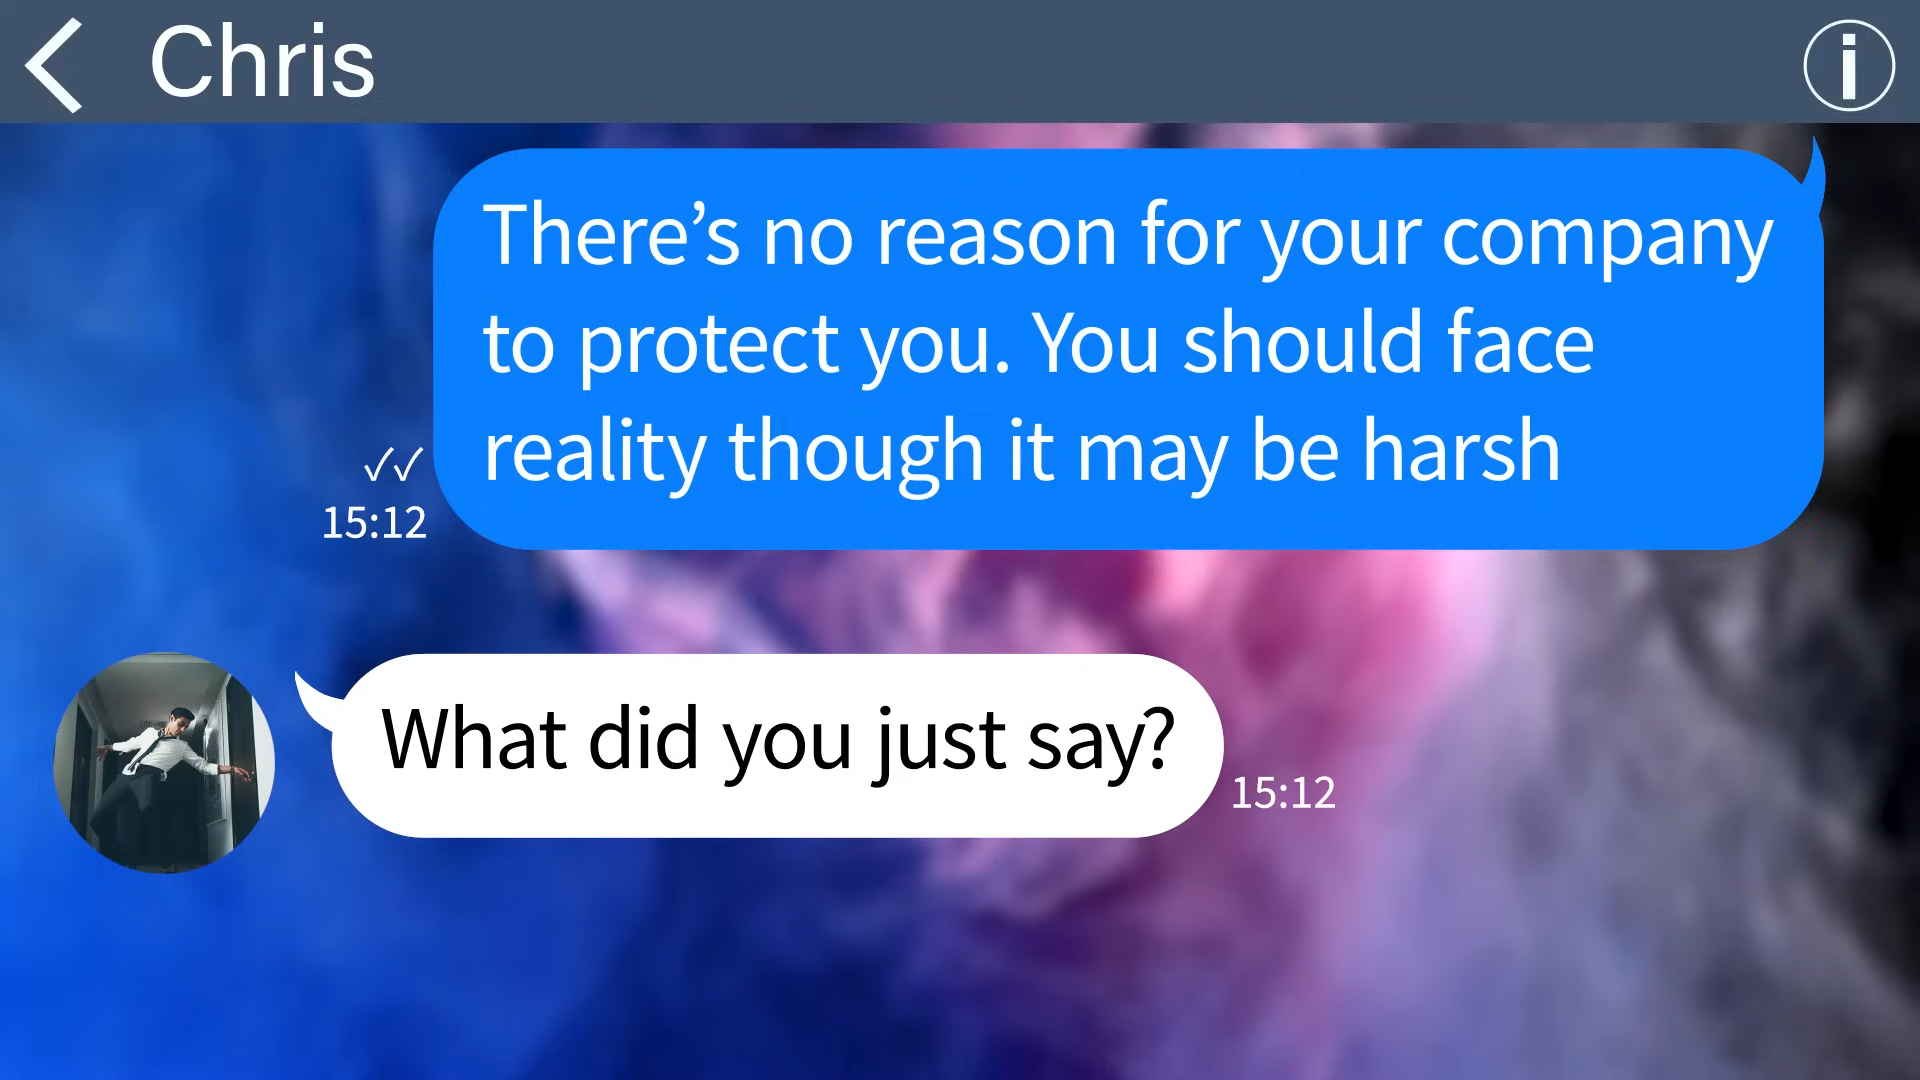 Chris
There’s no reason for your company
to protect you. You should face
reality though it may be harsh
✓✓
15:12
What did you just say?
15:12